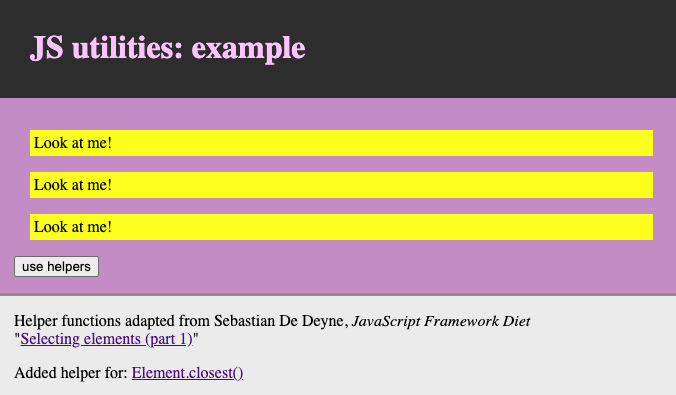 JS utilities: example
Look at me!
Look at me!
Look at me!
use helpers
Helper functions adapted from Sebastian De Deyne, JavaScript Framework Diet
"Selecting elements (part 1)"
Added helper for: Element.closest()